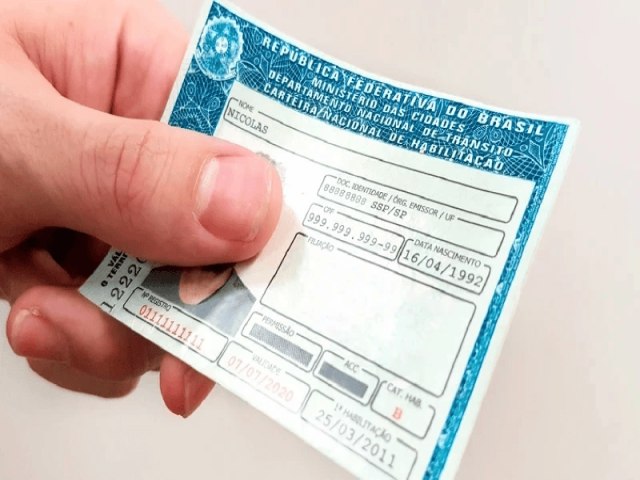 REPÚBLICA FEDERATIVA DO BRASIL
MINISTÉRIO DAS CIDADES
DEPARTAMENTO NACIONAL DE TRÂNSITO
CARTEIRA NACIONAL DE HABILITAÇÃO
NOME
NICOLAS
DOC. IDENTIDADE / ÓRG. EMISSOR / UF
88888888 SSP/SP
CPF
999.999.999-99
DATA NASCIMENTO
16/04/1992
FILIAÇÃO
PERMISSÃO
ACC
CAT. HAB.
B
Nº REGISTRO
01111111111
VALIDADE
07/07/2020
1ª HABILITAÇÃO
25/03/2011